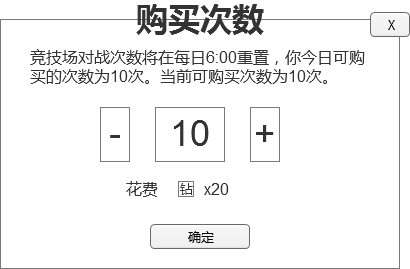 购买次数
X
竞技场对战次数将在每日6:00重置，你今日可购
买的次数为10次。当前可购买次数为10次。
- 10 +
花费 钻 x20
确定